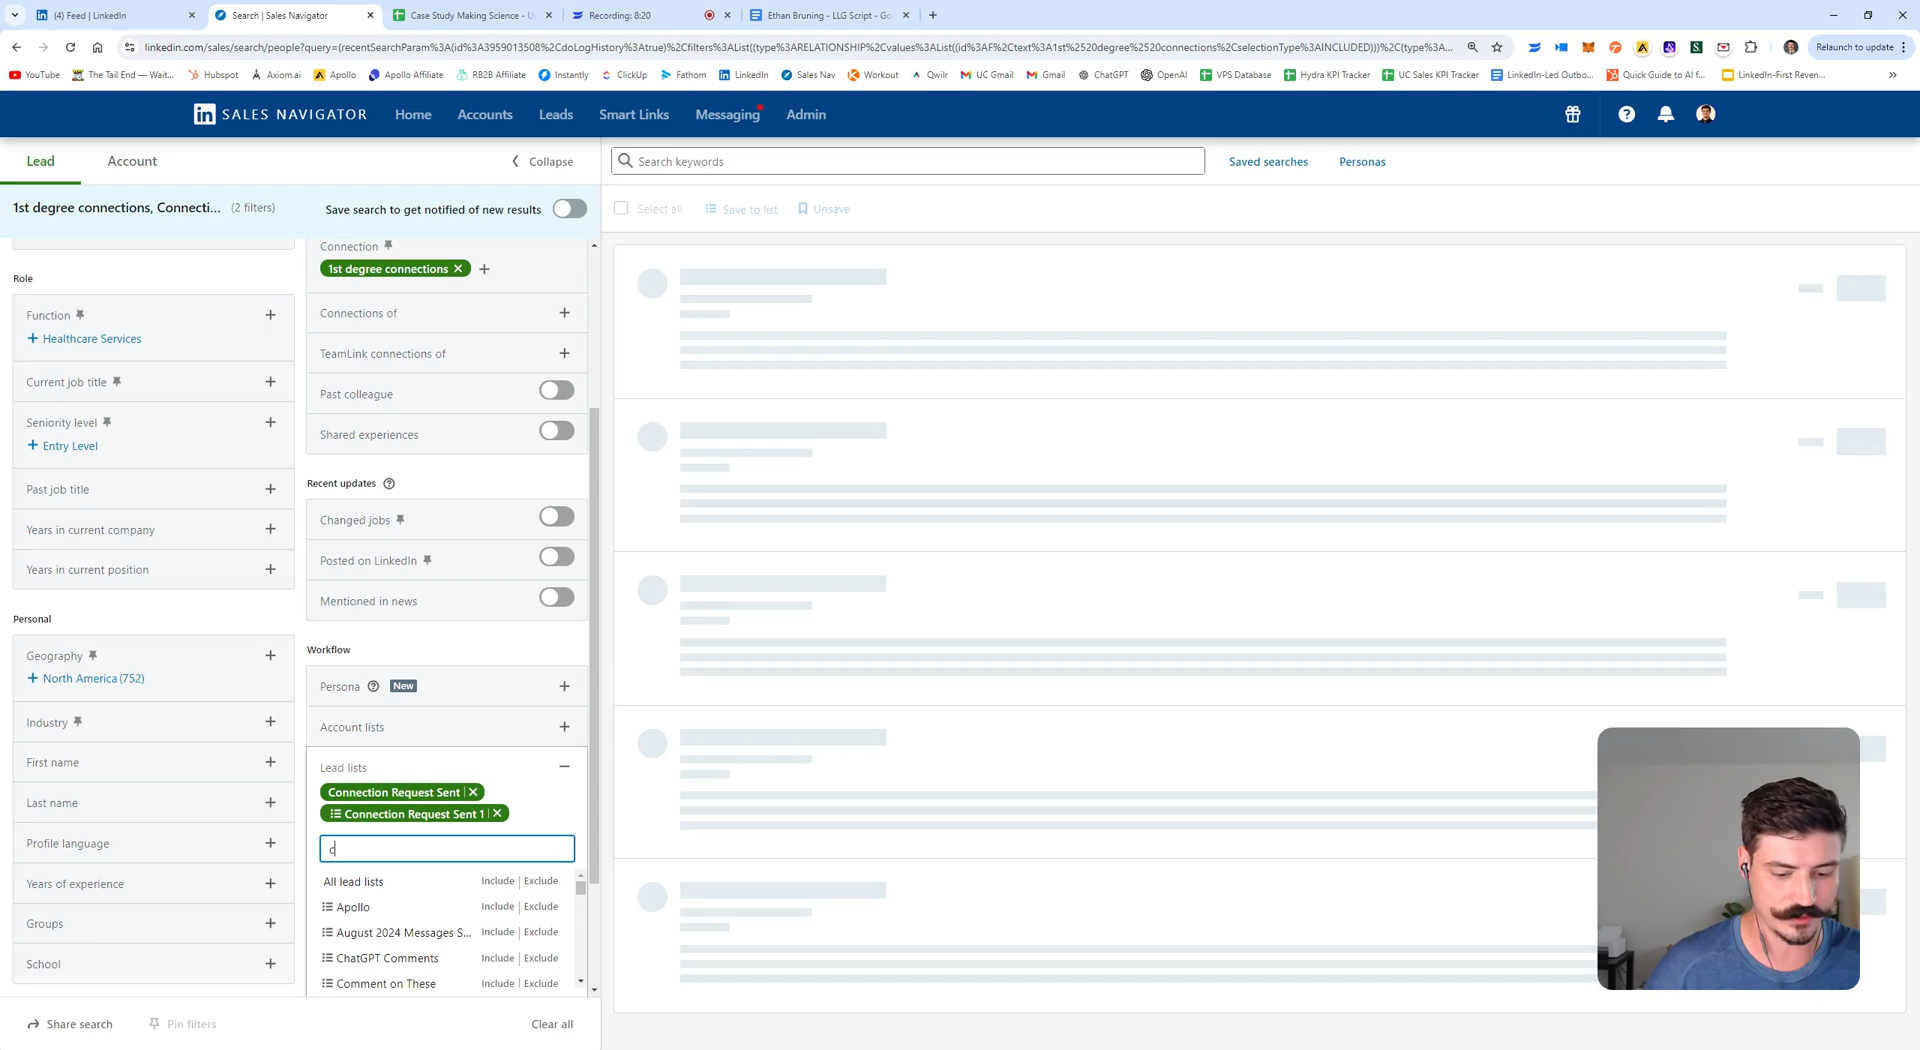 (4) Feed | LinkedIn
Search | Sales Navigator
Case Study Making Science - U
Recording: 8:20
Ethan Bruning - LLG Script - Go
linkedin.com/sales/search/people?query=(recentSearchParam%3A(id%3A3959013508%2CdoLogHistory%3Atrue)%2Cfilters%3AList((type%3ARELATIONSHIP%2Cvalues%3AList((id%3AF%2Ctext%3A1st%2520degree%2520connections%2CselectionType%3AINCLUDED)))%2C(type%3A...
Relaunch to update
YouTube
The Tail End — Wait...
Hubspot
Axiom.ai
Apollo
Apollo Affiliate
RB2B Affiliate
Instantly
ClickUp
Fathom
LinkedIn
Sales Nav
Workout
Qwilr
UC Gmail
Gmail
ChatGPT
OpenAI
VPS Database
Hydra KPI Tracker
UC Sales KPI Tracker
LinkedIn-Led Outbo...
Quick Guide to AI f...
LinkedIn-First Reven...
in SALES NAVIGATOR
Home
Accounts
Leads
Smart Links
Messaging
Admin
Lead
Account
Collapse
Search keywords
Saved searches
Personas
1st degree connections, Connecti... (2 filters)
Save search to get notified of new results
Select all
Save to list
Unsave
Role
Function
Healthcare Services
Current job title
Seniority level
Entry Level
Past job title
Years in current company
Years in current position
Personal
Geography
North America (752)
Industry
First name
Last name
Profile language
Years of experience
Groups
School
Connection
1st degree connections
Connections of
TeamLink connections of
Past colleague
Shared experiences
Recent updates
Changed jobs
Posted on LinkedIn
Mentioned in news
Workflow
Persona New
Account lists
Lead lists
Connection Request Sent
Connection Request Sent 1
c
All lead lists Include | Exclude
Apollo Include | Exclude
August 2024 Messages S... Include | Exclude
ChatGPT Comments Include | Exclude
Comment on These Include | Exclude
Share search
Pin filters
Clear all